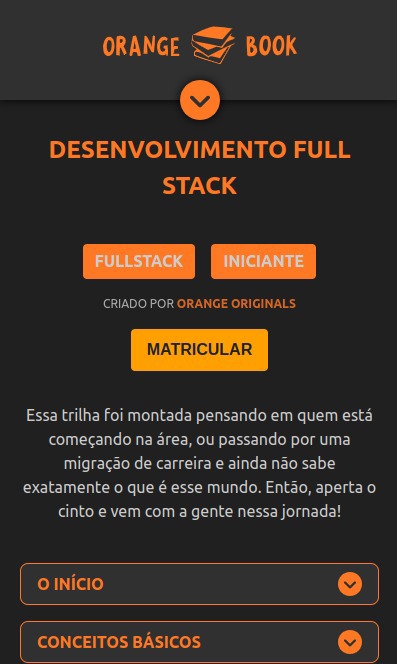 ORANGE BOOK
DESENVOLVIMENTO FULL
STACK
FULLSTACK INICIANTE
CRIADO POR ORANGE ORIGINALS
MATRICULAR
Essa trilha foi montada pensando em quem está
começando na área, ou passando por uma
migração de carreira e ainda não sabe
exatamente o que é esse mundo. Então, aperta o
cinto e vem com a gente nessa jornada!
O INÍCIO
CONCEITOS BÁSICOS